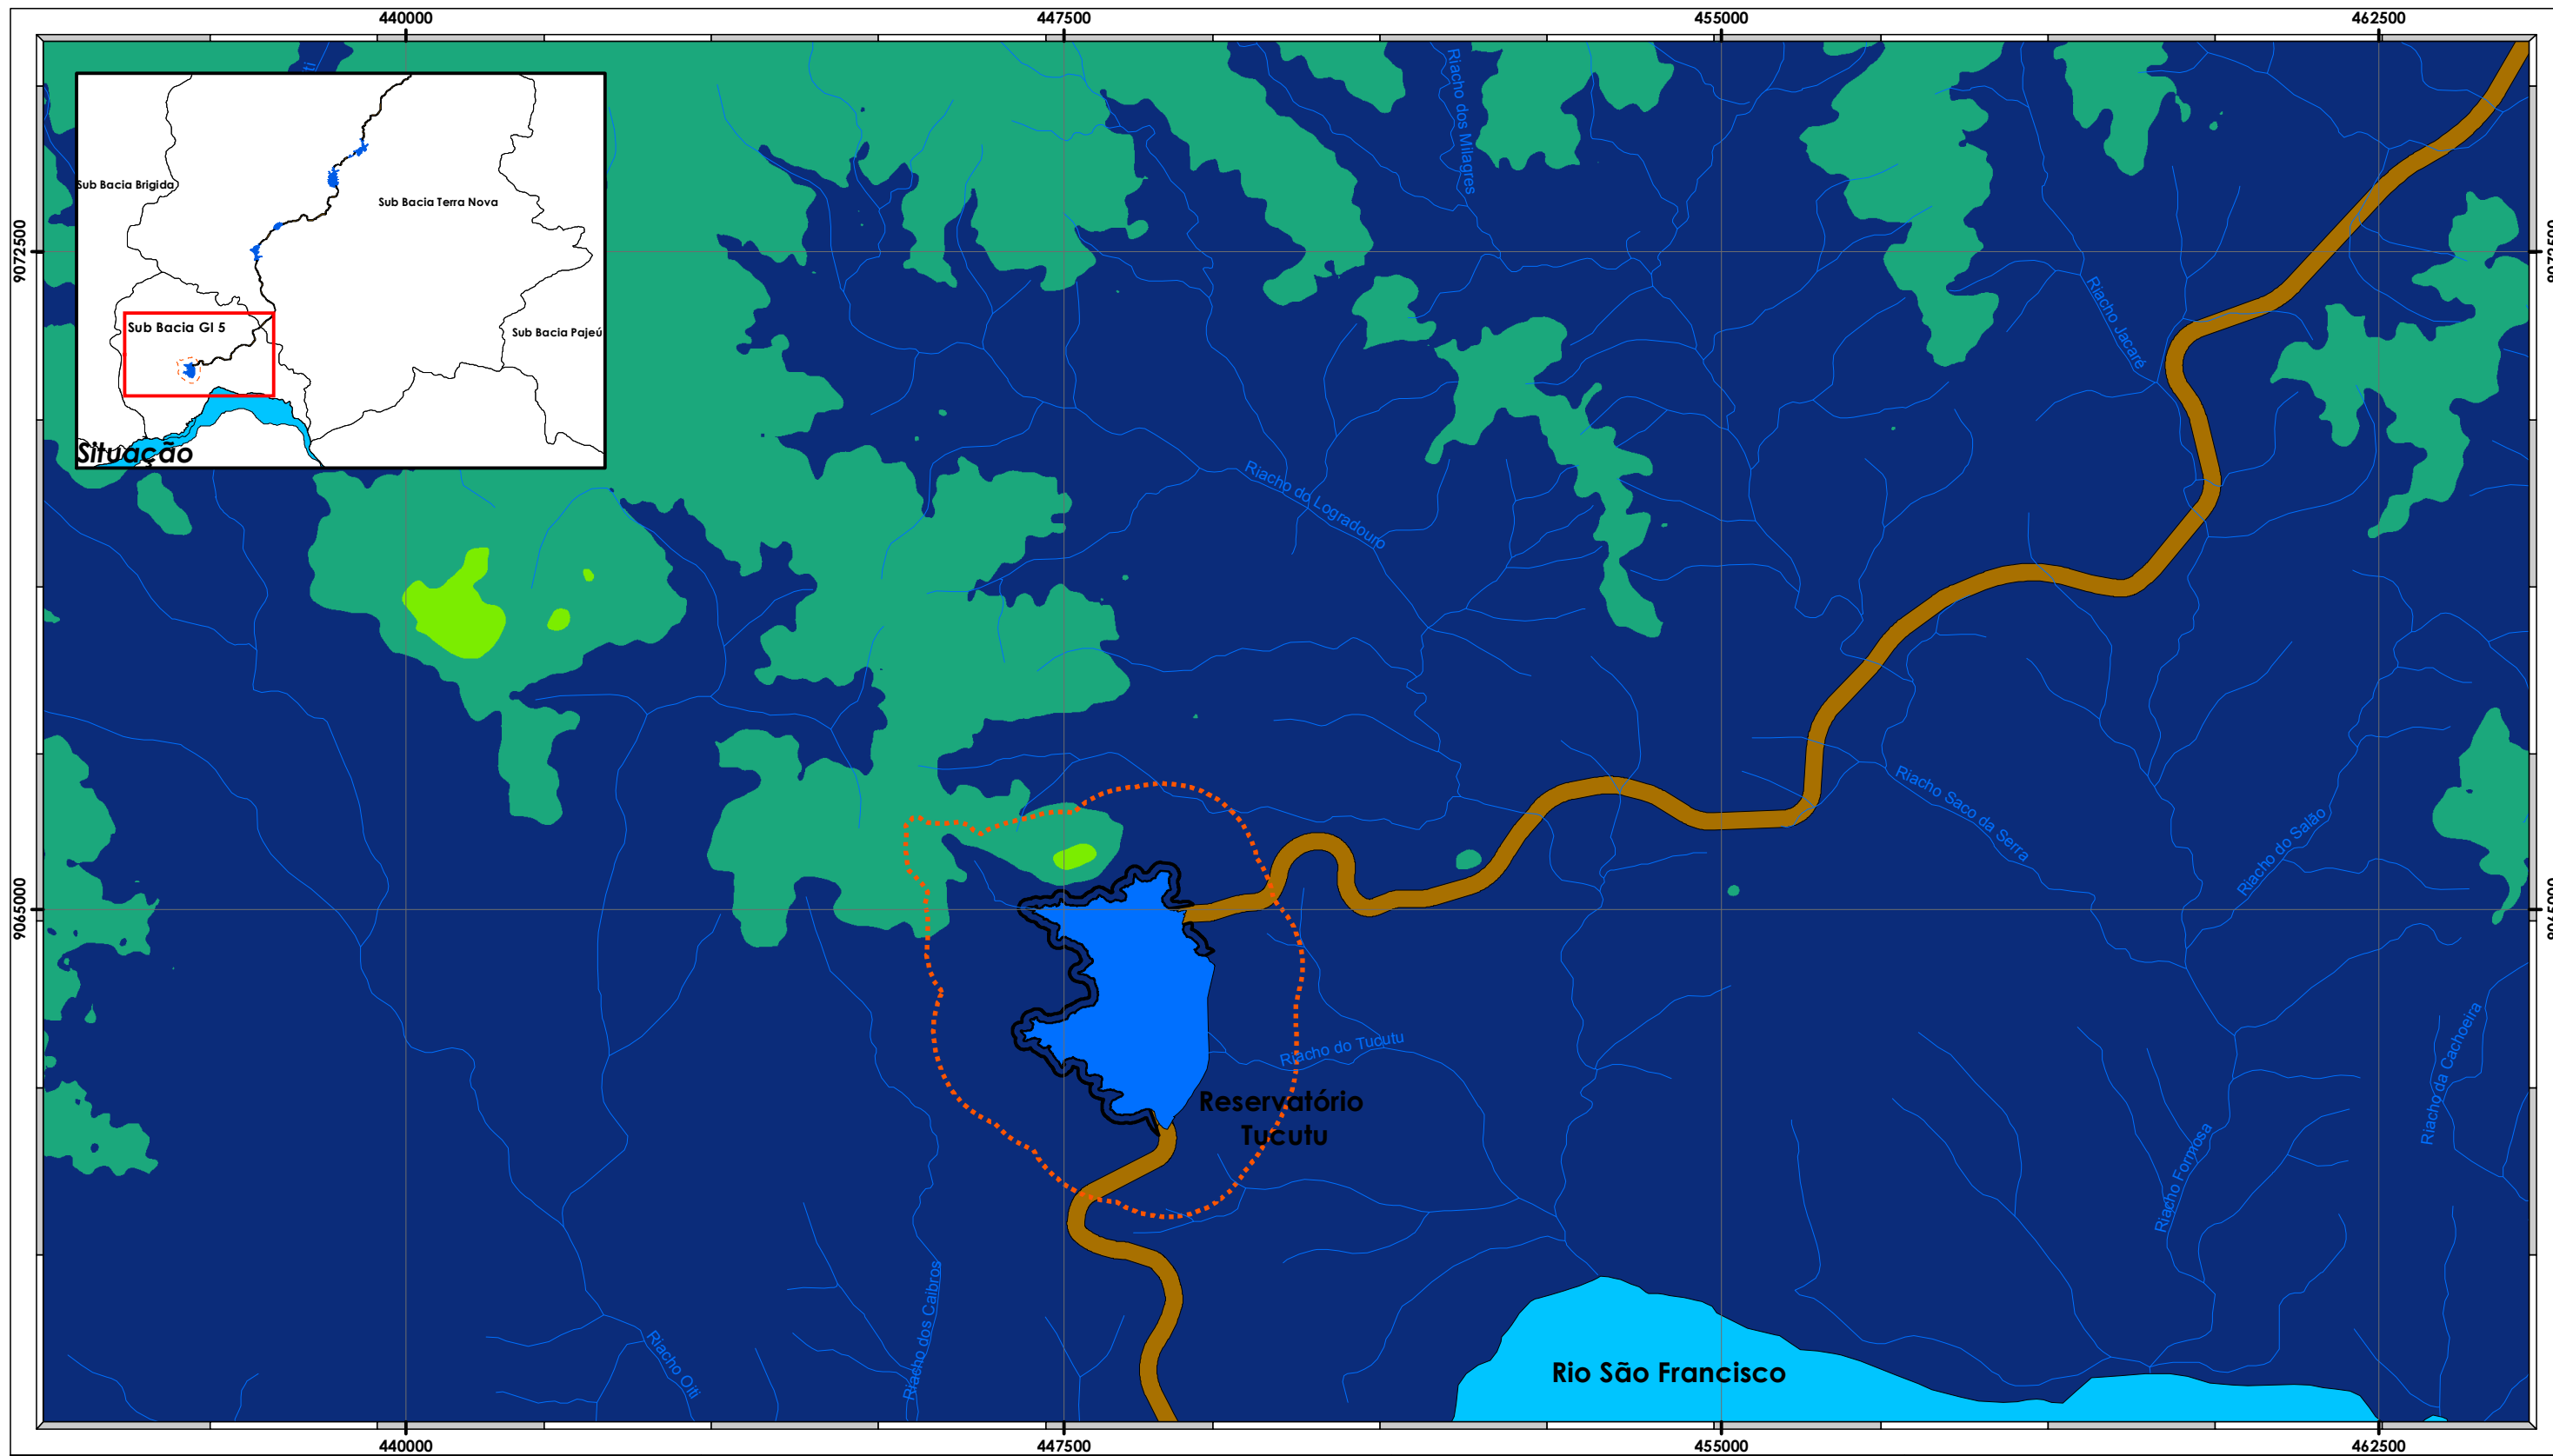 440000
447500
455000
462500
Riacho dos Milagres
Sub Bacia Brigida
Sub Bacia Terra Nova
9072500
9072500
Sub Bacia GI 5
Sub Bacia Pajeú
Riacho Jacaré
Situação
Riacho do Logradouro
Riacho Saco da Serra
Riacho do Salão
9065000
9065000
Riacho do Tucutu
Riacho da Cachoeira
Reservatório
Tucutu
Riacho Formosa
Riacho dos Caibros
Riacho Oiti
Rio São Francisco
440000
447500
455000
462500